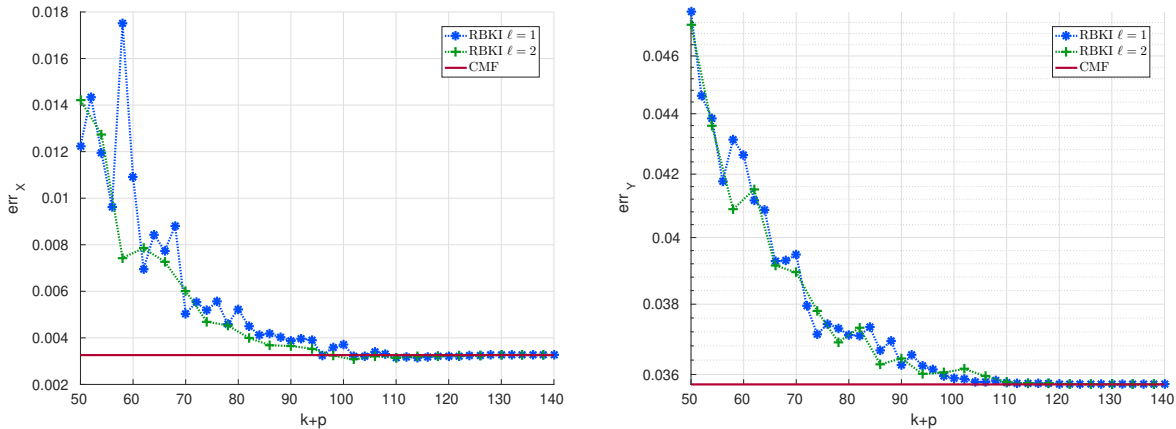 0.018
0.016
0.014
0.012
0.01
0.008
0.006
0.004
0.002
50 60 70 80 90 100 110 120 130 140
k+p
err X
RBKI ℓ = 1
RBKI ℓ = 2
CMF
0.046
0.044
0.042
0.04
0.038
0.036
50 60 70 80 90 100 110 120 130 140
k+p
err Y
RBKI ℓ = 1
RBKI ℓ = 2
CMF